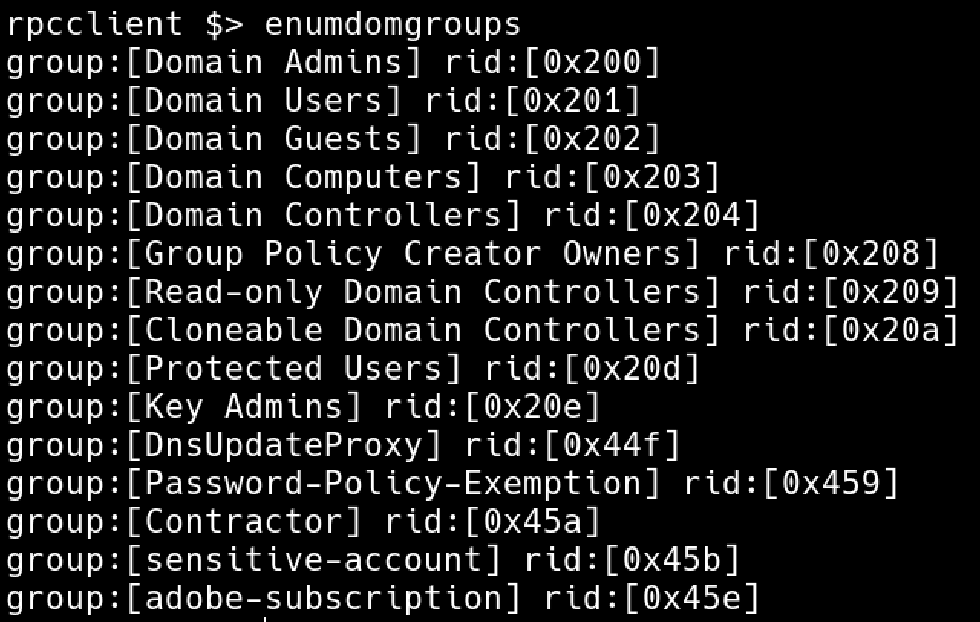 rpcclient $> enumdomgroups
group:[Domain Admins] rid:[0x200]
group:[Domain Users] rid:[0x201]
group:[Domain Guests] rid:[0x202]
group:[Domain Computers] rid:[0x203]
group:[Domain Controllers] rid:[0x204]
group:[Group Policy Creator Owners] rid:[0x208]
group:[Read-only Domain Controllers] rid:[0x209]
group:[Cloneable Domain Controllers] rid:[0x20a]
group:[Protected Users] rid:[0x20d]
group:[Key Admins] rid:[0x20e]
group:[DnsUpdateProxy] rid:[0x44f]
group:[Password-Policy-Exemption] rid:[0x459]
group:[Contractor] rid:[0x45a]
group:[sensitive-account] rid:[0x45b]
group:[adobe-subscription] rid:[0x45e]